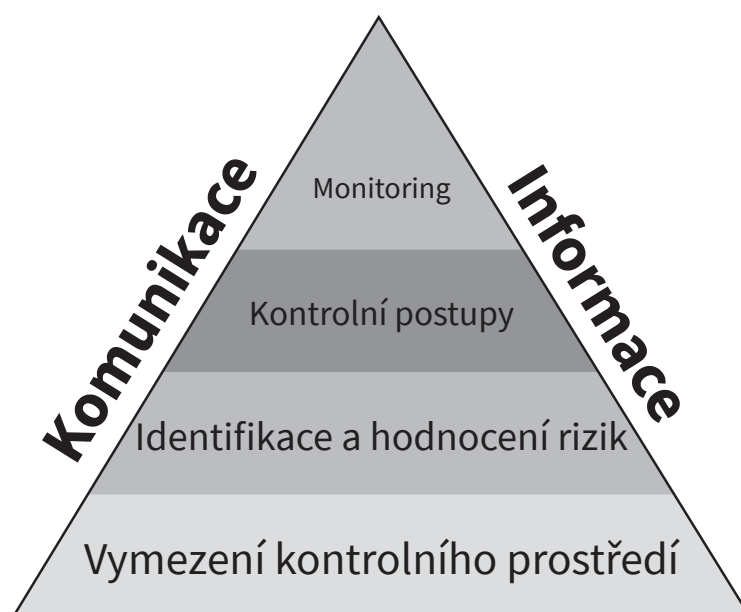 Komunikace
Informace
Monitoring
Kontrolní postupy
Identifikace a hodnocení rizik
Vymezení kontrolního prostředí